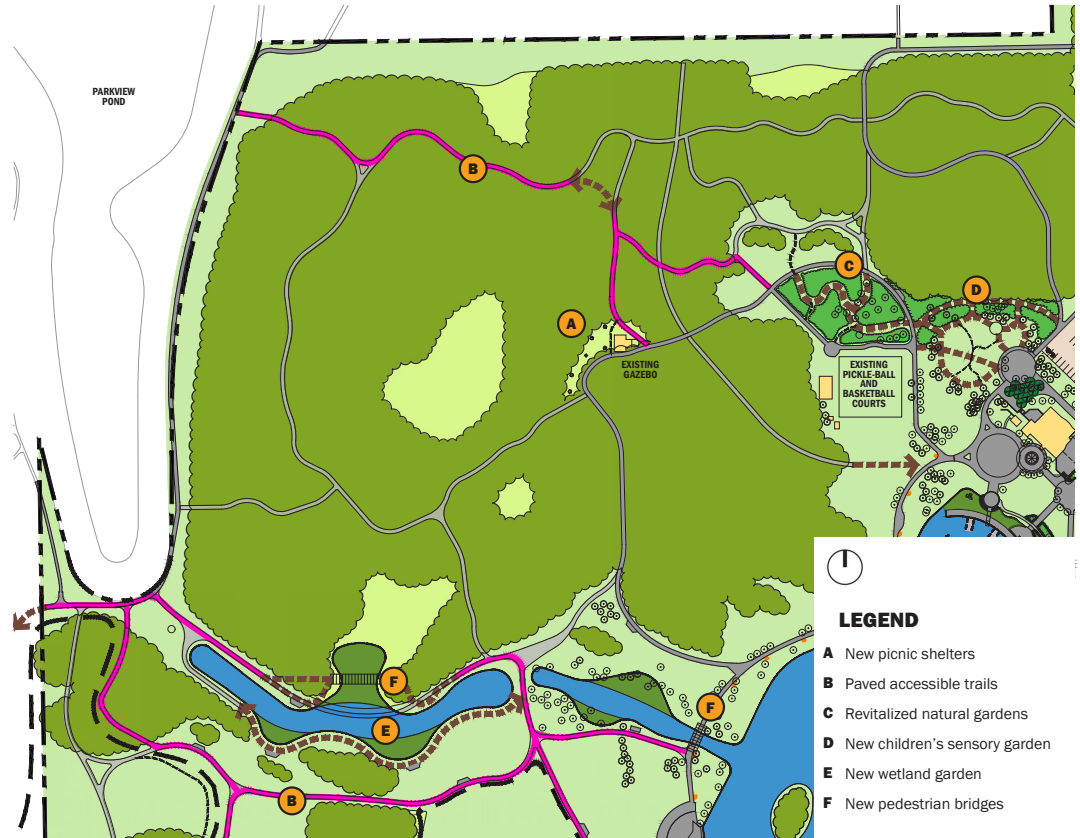 PARKVIEW
POND
B
C
D
A
EXISTING
GAZEBO
EXISTING
PICKLE-BALL
AND
BASKETBALL
COURTS
F
F
E
B
LEGEND
A New picnic shelters
B Paved accessible trails
C Revitalized natural gardens
D New children's sensory garden
E New wetland garden
F New pedestrian bridges